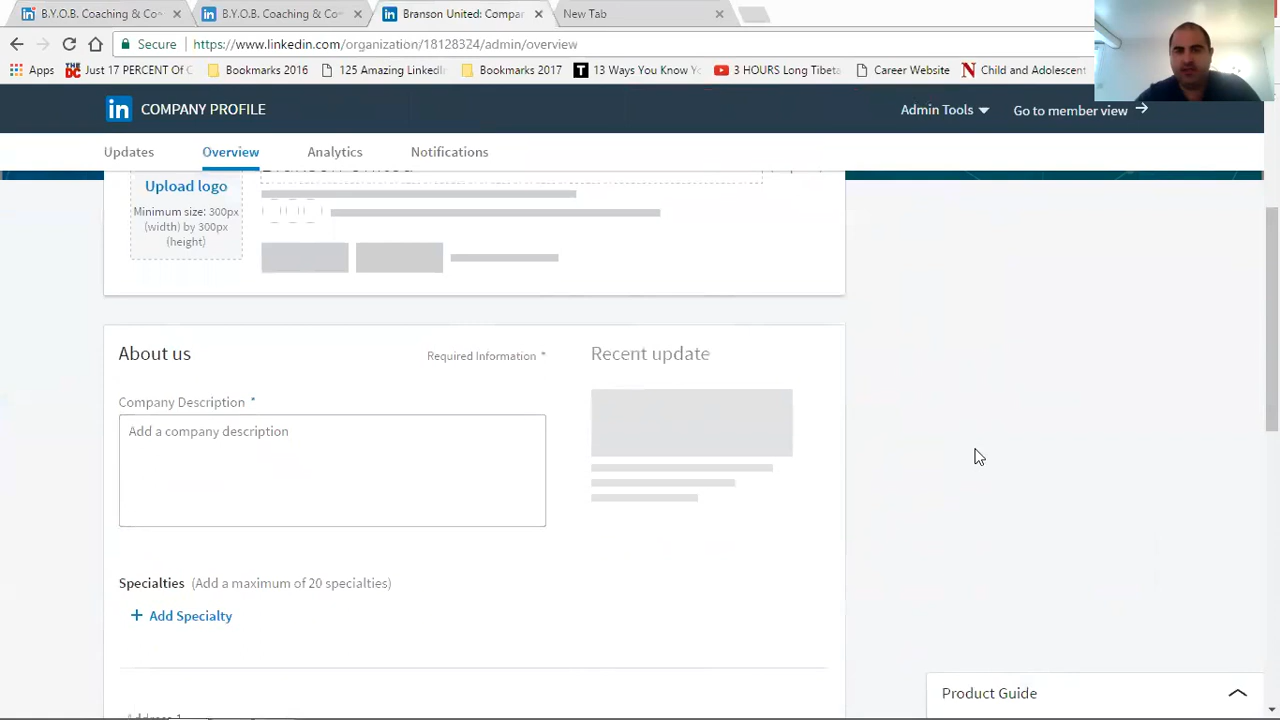 B.Y.O.B. Coaching & Co
B.Y.O.B. Coaching & Co
Branson United: Compan
New Tab
Secure https://www.linkedin.com/organization/18128324/admin/overview
Apps
Just 17 PERCENT Of C
Bookmarks 2016
125 Amazing LinkedIn
Bookmarks 2017
13 Ways You Know Y
3 HOURS Long Tibeta
Career Website
Child and Adolescent
in COMPANY PROFILE
Admin Tools
Go to member view
Updates
Overview
Analytics
Notifications
Upload logo
Minimum size: 300px
(width) by 300px
(height)
About us
Required Information *
Recent update
Company Description *
Add a company description
Specialties (Add a maximum of 20 specialties)
+ Add Specialty
Product Guide